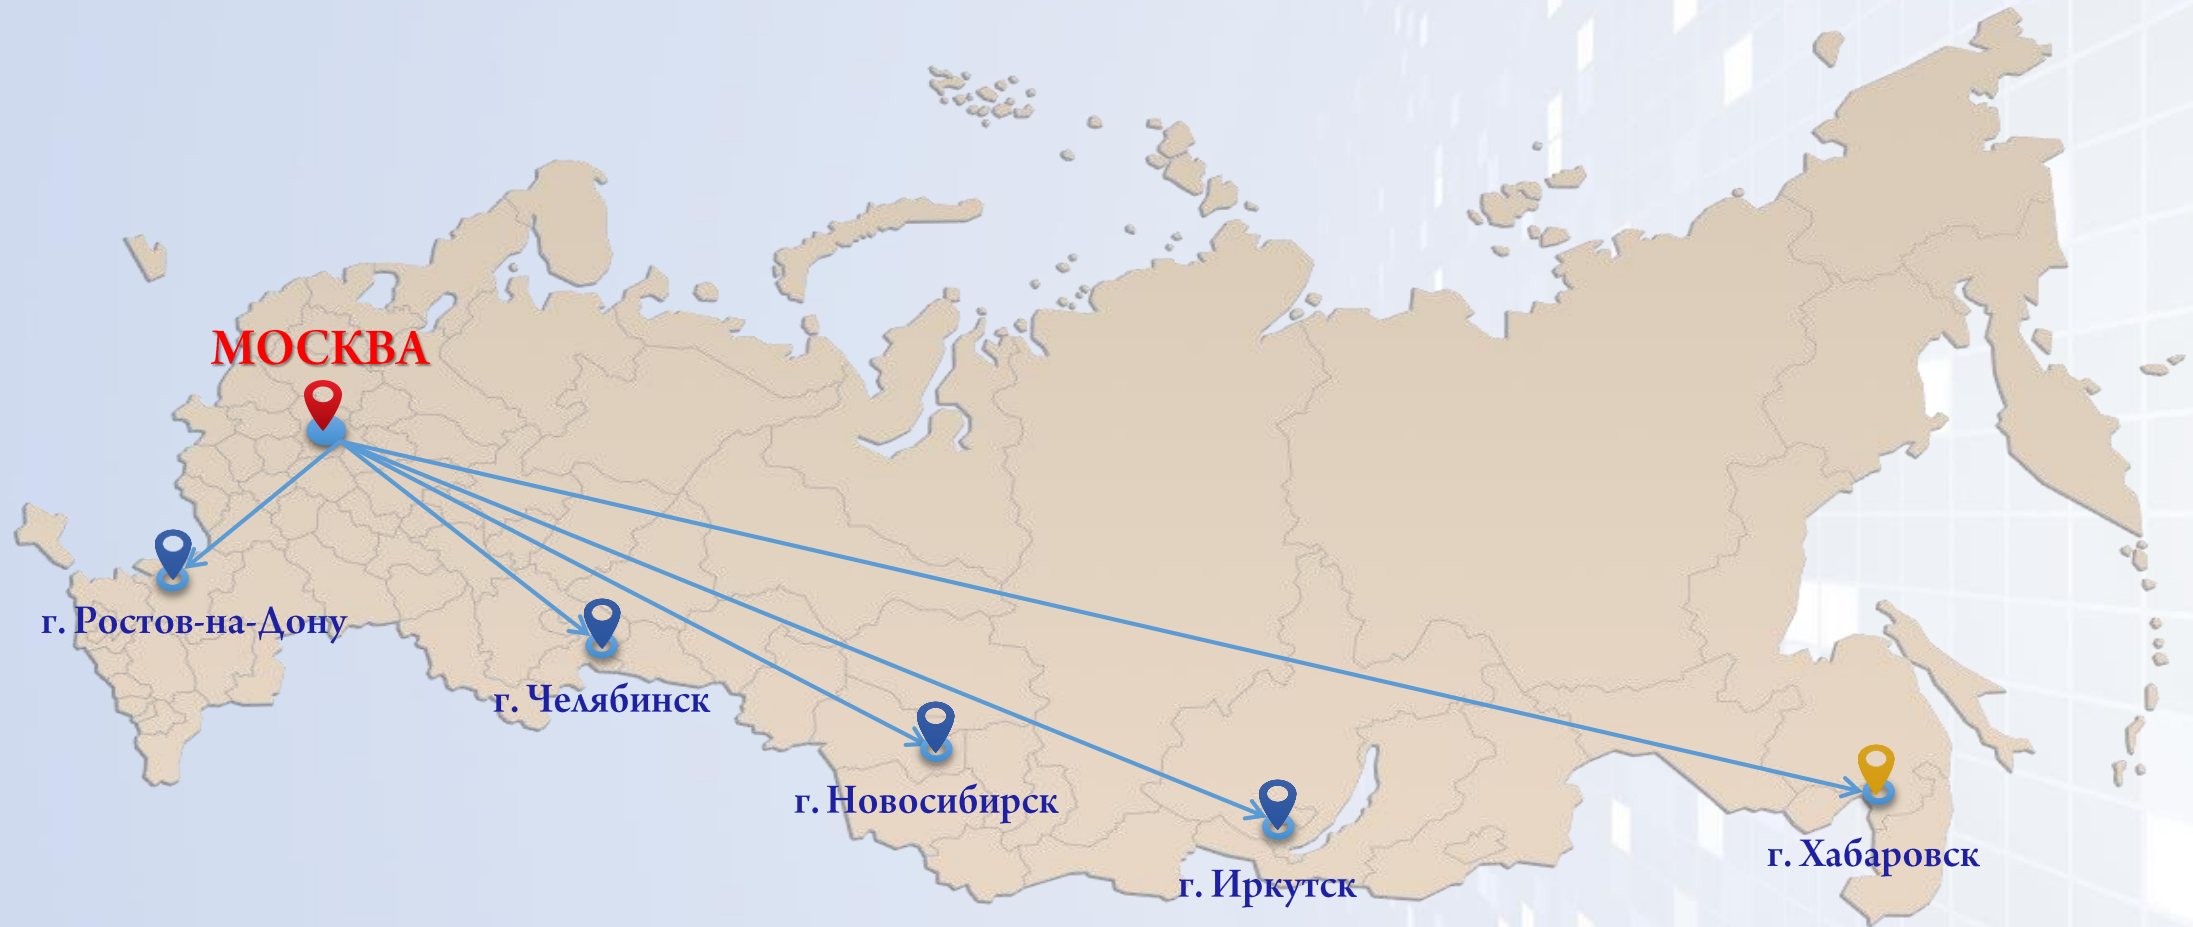 МОСКВА
г. Ростов-на-Дону
г. Челябинск
г. Новосибирск
г. Иркутск
г. Хабаровск